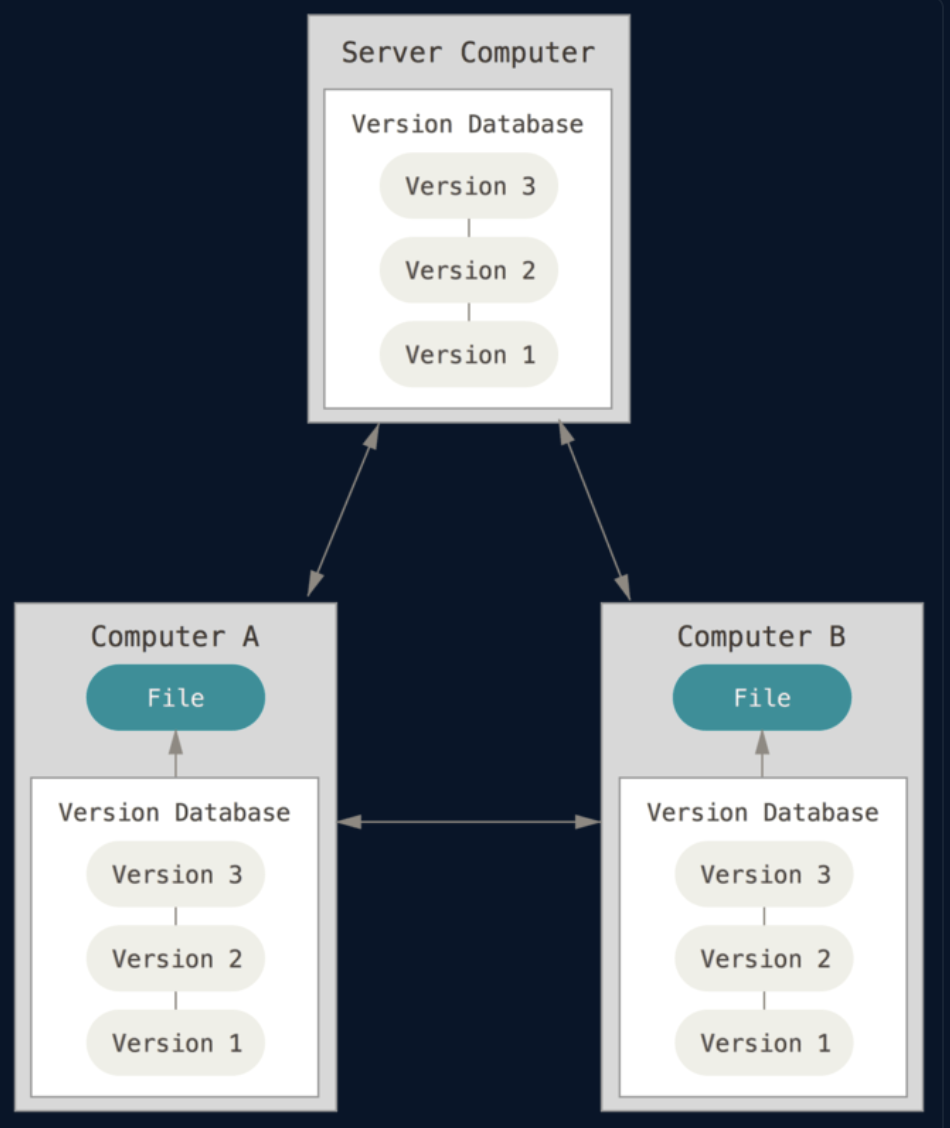 Server Computer
Version Database
Version 3
Version 2
Version 1
Computer A
File
Version Database
Version 3
Version 2
Version 1
Computer B
File
Version Database
Version 3
Version 2
Version 1